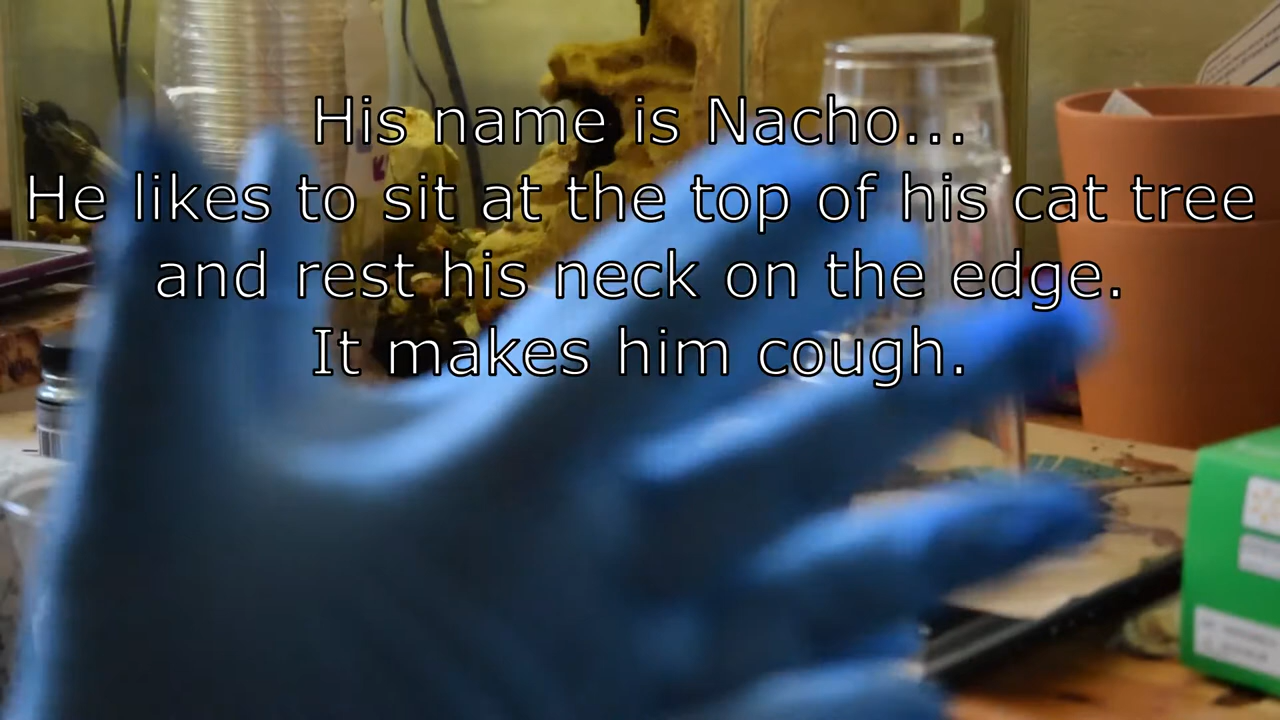 His name is Nacho...
He likes to sit at the top of his cat tree
and rest his neck on the edge.
It makes him cough.